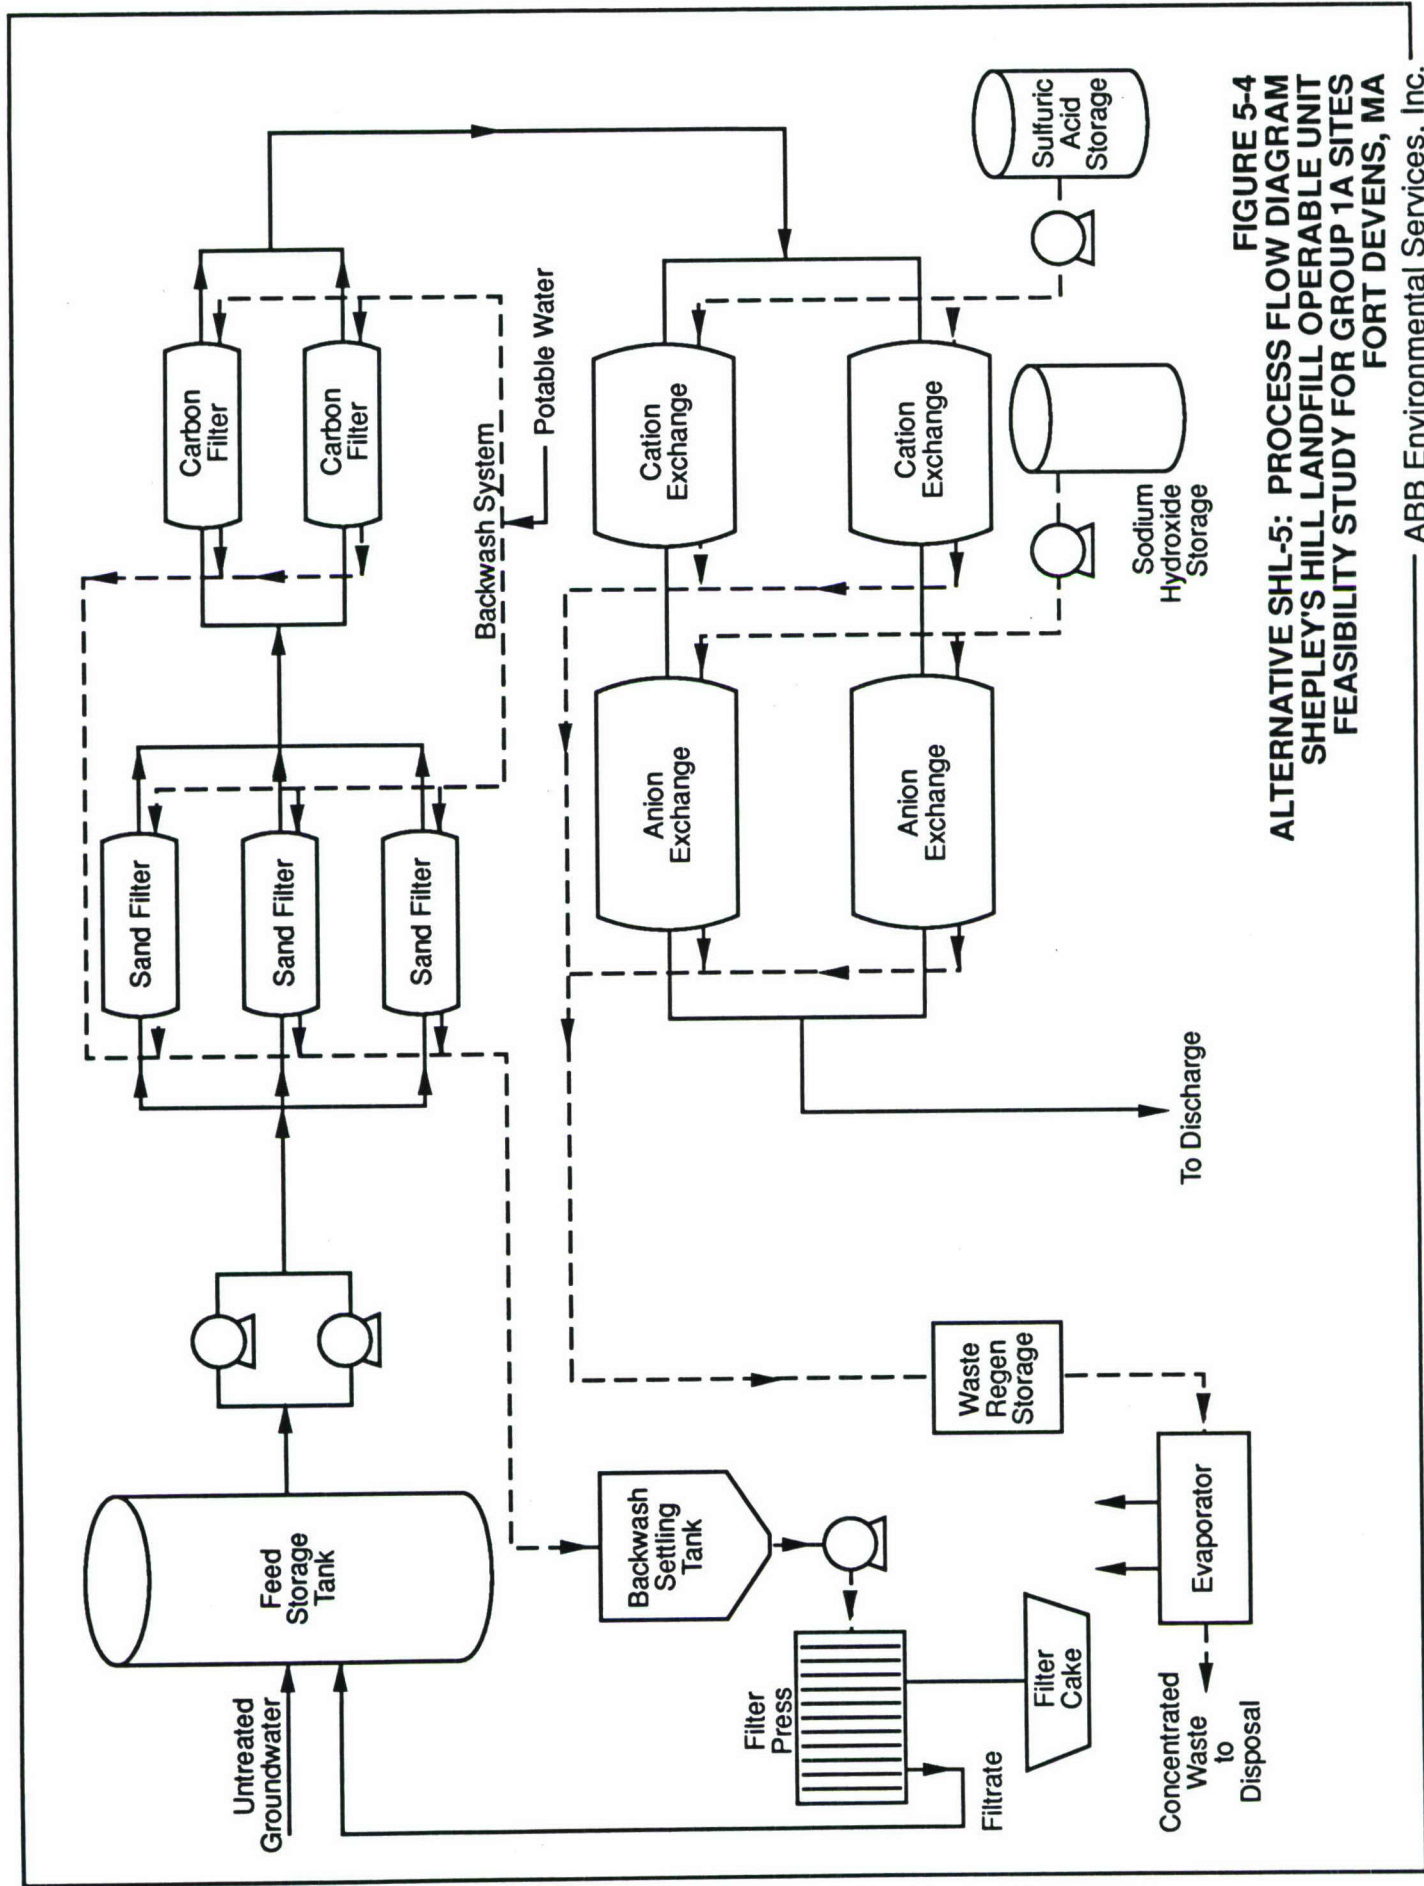 Untreated
Groundwater
Feed
Storage
Tank
Sand Filter
Sand Filter
Sand Filter
Carbon
Filter
Carbon
Filter
Backwash System
Potable Water
Cation
Exchange
Cation
Exchange
Anion
Exchange
Anion
Exchange
Sulfuric
Acid
Storage
Sodium
Hydroxide
Storage
To Discharge
Backwash
Settling
Tank
Waste
Regen
Storage
Filter
Press
Filtrate
Filter
Cake
Evaporator
Concentrated
Waste
to
Disposal
FIGURE 5-4
ALTERNATIVE SHL-5: PROCESS FLOW DIAGRAM
SHEPLEY'S HILL LANDFILL OPERABLE UNIT
FEASIBILITY STUDY FOR GROUP 1A SITES
FORT DEVENS, MA
ABB Environmental Services, Inc.